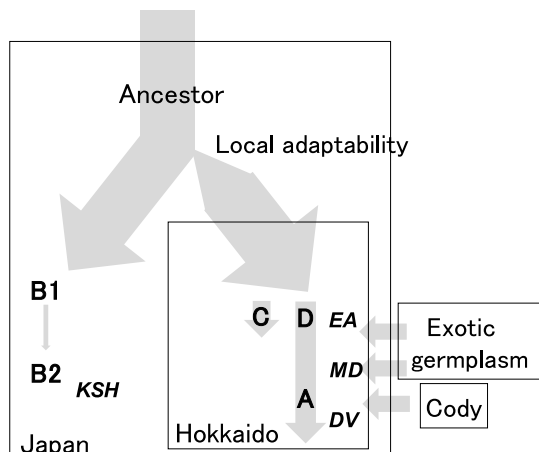 Ancestor
Local adaptability
B1
C D EA
Exotic
germplasm
MD
B2 KSH
A
Cody
DV
Japan
Hokkaido